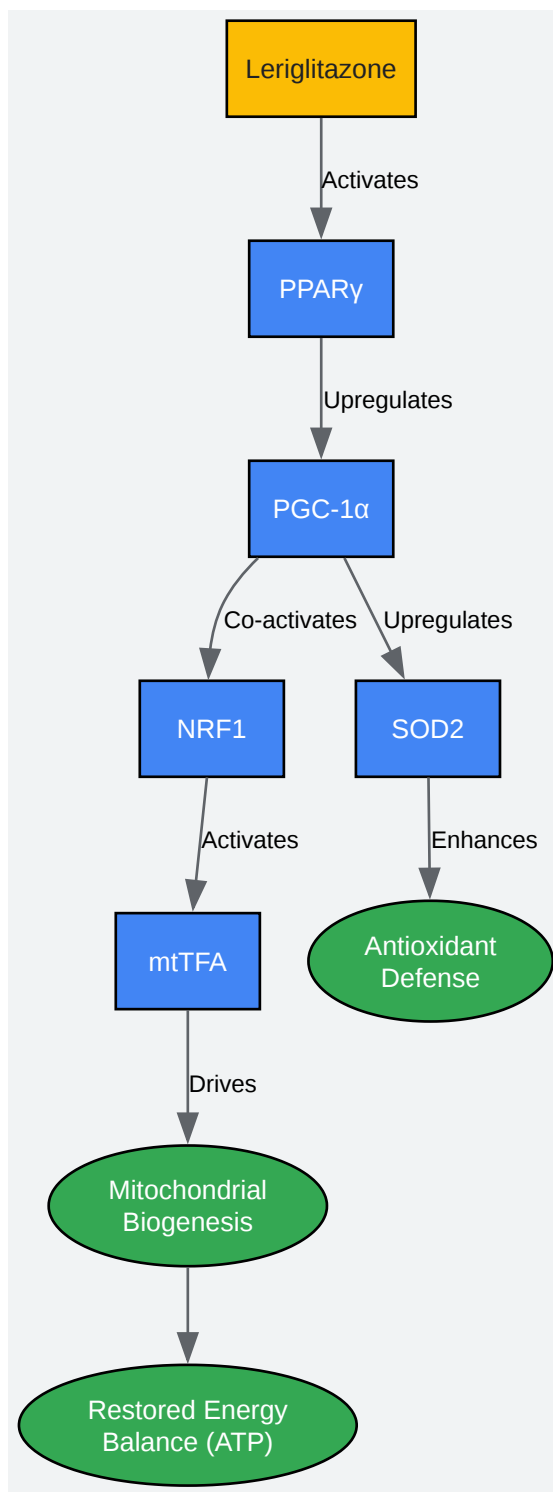 Leriglitazone
Activates
PPARγ
Upregulates
PGC-1α
Co-activates
Upregulates
NRF1
SOD2
Activates
Enhances
mtTFA
Antioxidant
Defense
Drives
Mitochondrial
Biogenesis
Restored Energy
Balance (ATP)